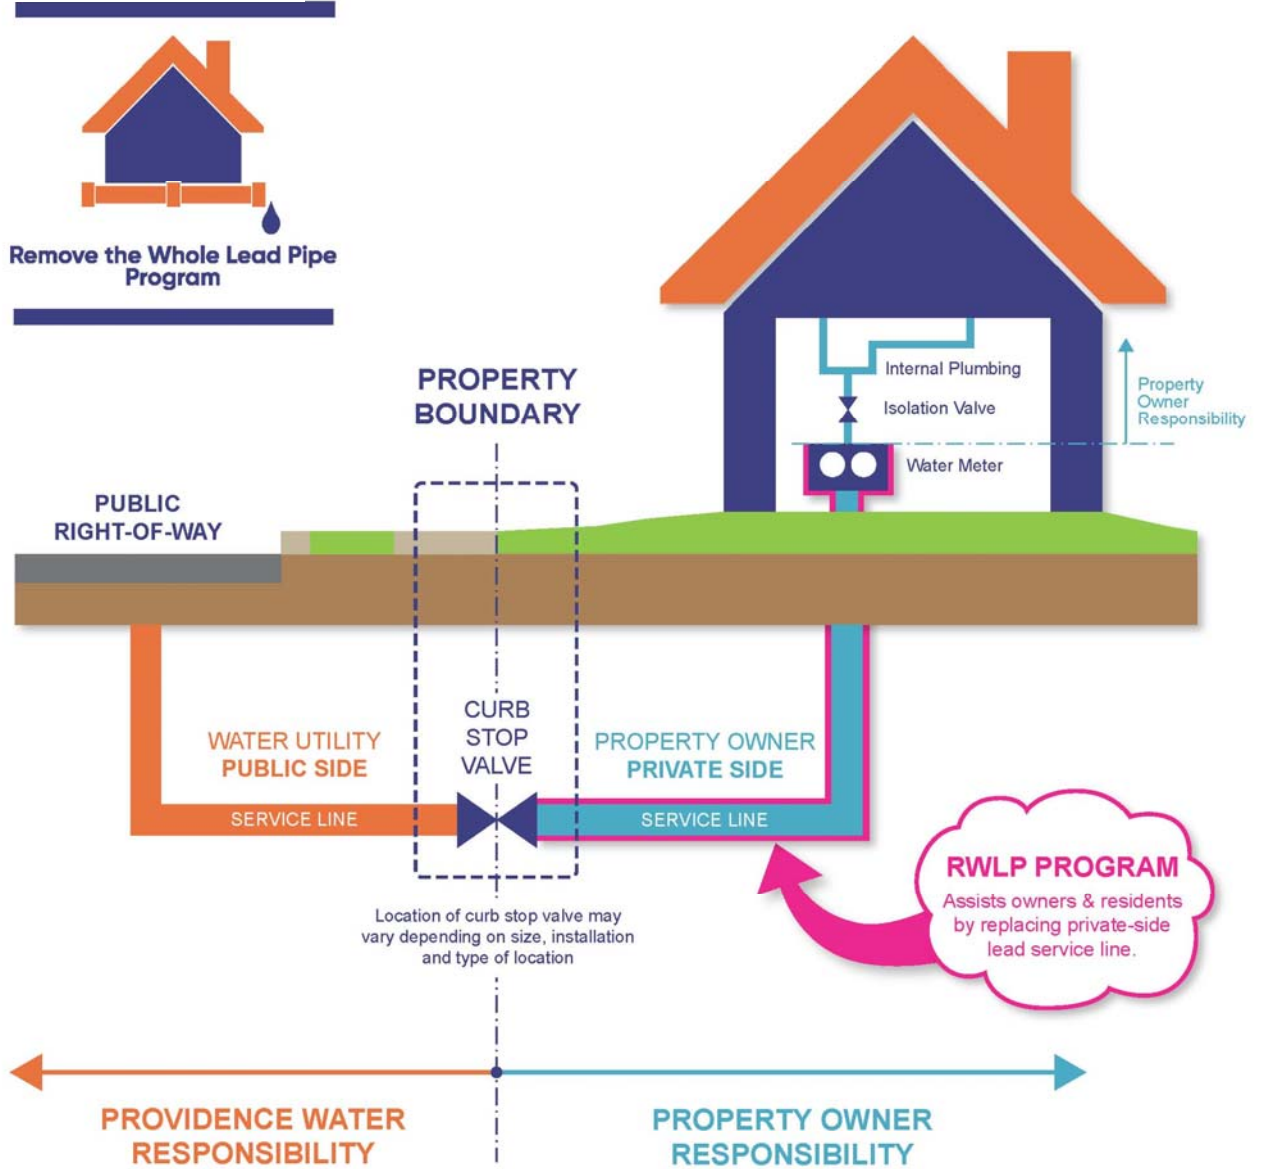 Remove the Whole Lead Pipe
Program
PROPERTY
BOUNDARY
PUBLIC
RIGHT-OF-WAY
Internal Plumbing
Isolation Valve
Water Meter
Property
Owner
Responsibility
WATER UTILITY
PUBLIC SIDE
CURB
STOP
VALVE
PROPERTY OWNER
PRIVATE SIDE
SERVICE LINE
SERVICE LINE
RWLP PROGRAM
Assists owners & residents
by replacing private-side
lead service line.
Location of curb stop valve may
vary depending on size, installation
and type of location
PROVIDENCE WATER
RESPONSIBILITY
PROPERTY OWNER
RESPONSIBILITY